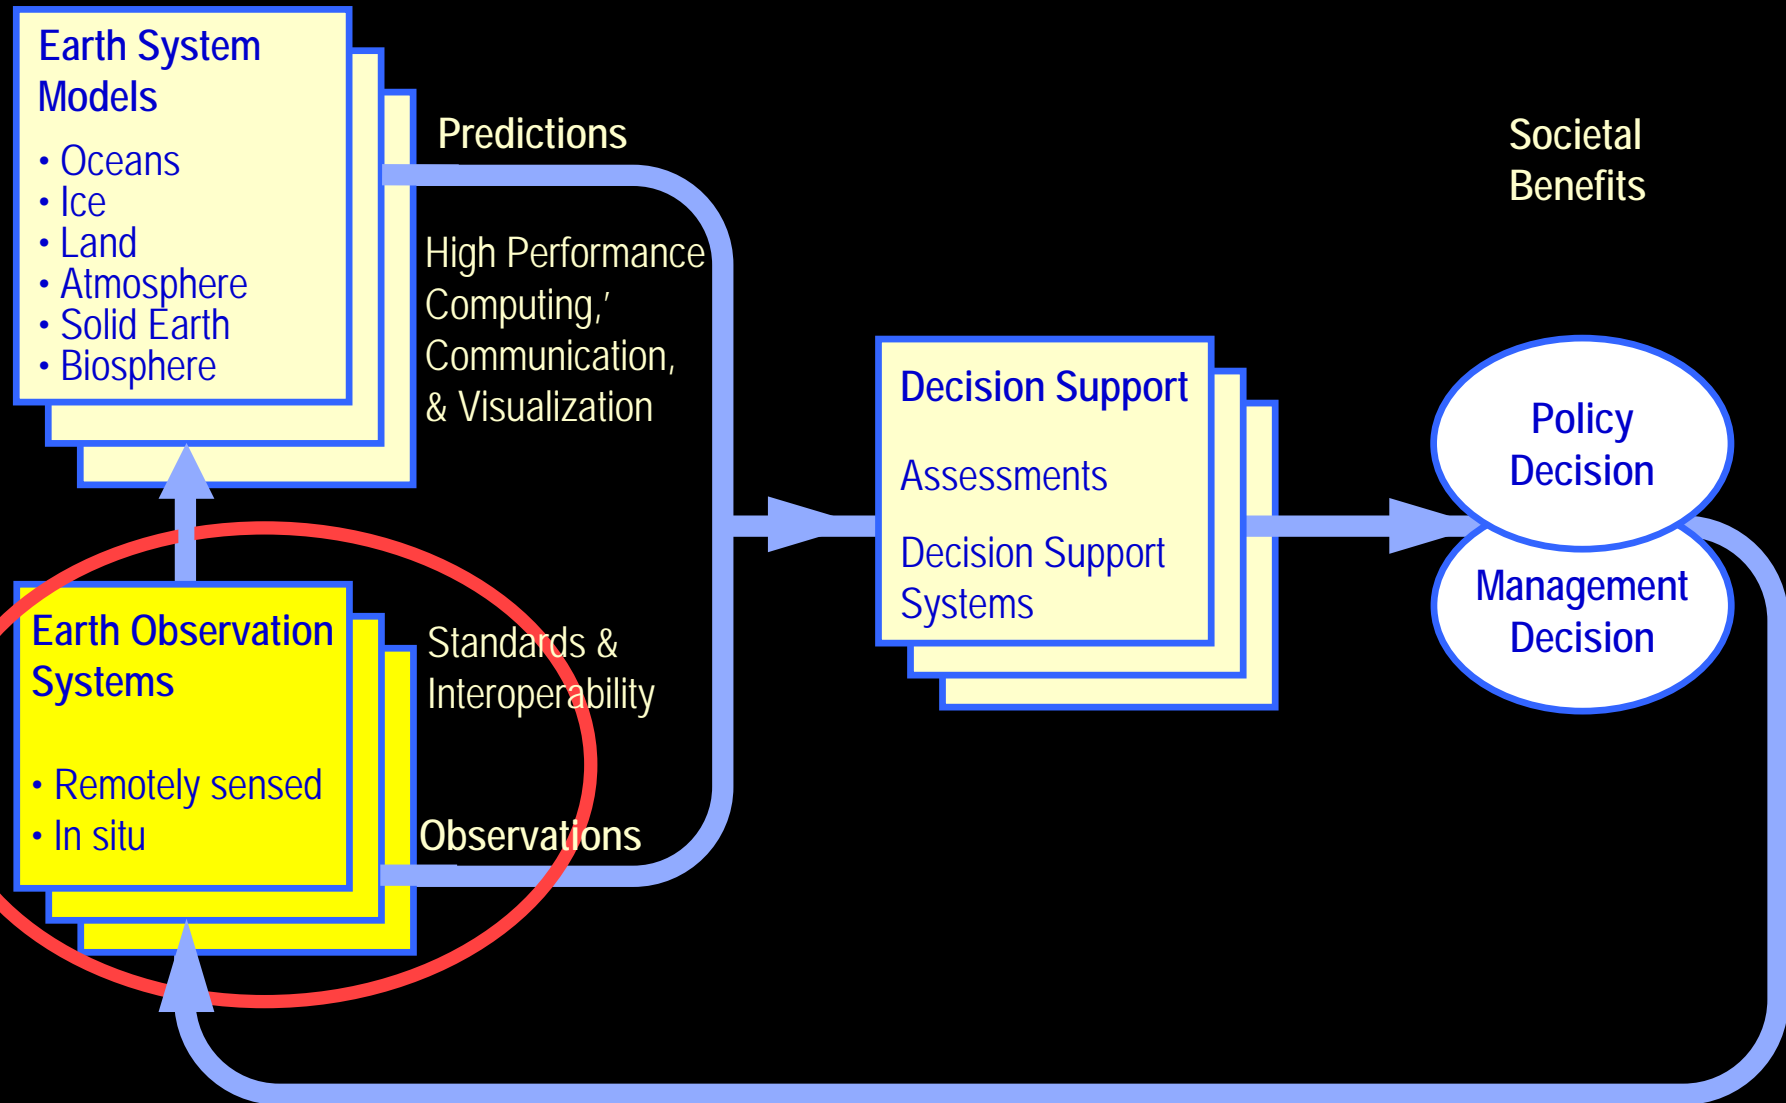 Earth System
Models
• Oceans
• Ice
• Land
• Atmosphere
• Solid Earth
• Biosphere
Predictions
High Performance
Computing,’
Communication,
& Visualization
Societal
Benefits
Decision Support
Assessments
Decision Support
Systems
Policy
Decision
Management
Decision
Earth Observation
Systems
• Remotely sensed
• In situ
Standards &
Interoperability
Observations